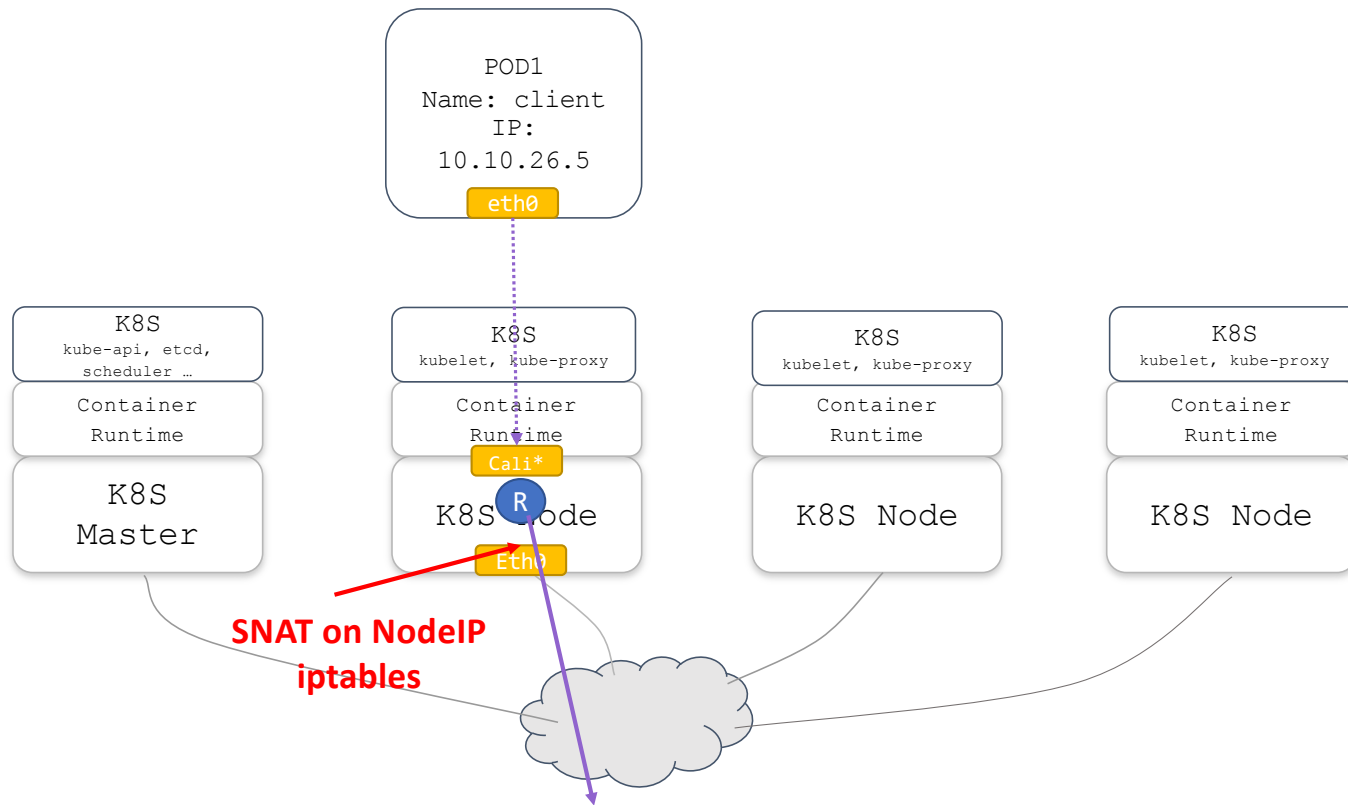 POD1
Name: client
IP:
10.10.26.5
eth0
K8S
kube-api, etcd,
scheduler …
Container
Runtime
K8S
Master
K8S
kubelet, kube-proxy
Container
Runtime
Cali*
R
K8S Node
Eth0
K8S
kubelet, kube-proxy
Container
Runtime
K8S Node
K8S
kubelet, kube-proxy
Container
Runtime
K8S Node
SNAT on NodeIP
iptables